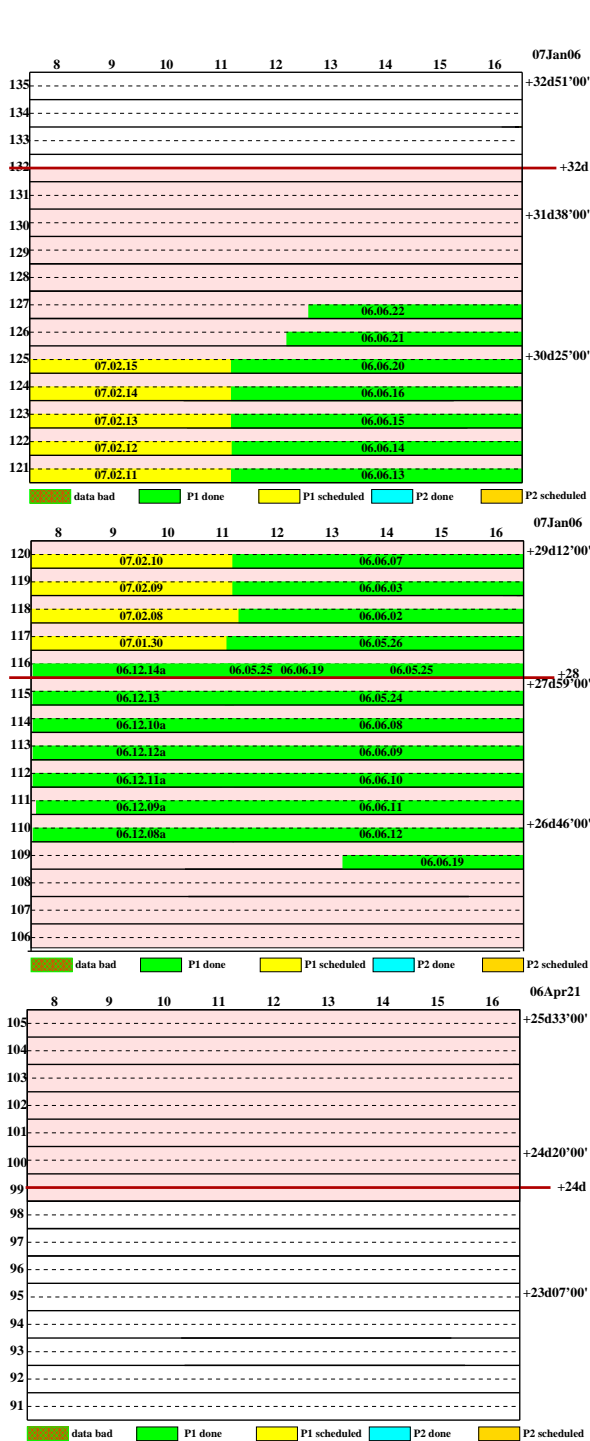 07Jan06
8 9 10 11 12 13 14 15 16
135 +32d51'00'
134
133
132 +32d
131
130 +31d38'00'
129
128
127 06.06.22
126 06.06.21
125 07.02.15 06.06.20 +30d25'00'
124 07.02.14 06.06.16
123 07.02.13 06.06.15
122 07.02.12 06.06.14
121 07.02.11 06.06.13
data bad P1 done P1 scheduled P2 done P2 scheduled
07Jan06
8 9 10 11 12 13 14 15 16
120 07.02.10 06.06.07 +29d12'00'
119 07.02.09 06.06.03
118 07.02.08 06.06.02
117 07.01.30 06.05.26
116 06.12.14a 06.05.25 06.06.19 06.05.25 +28
+27d59'00'
115 06.12.13 06.05.24
114 06.12.10a 06.06.08
113 06.12.12a 06.06.09
112 06.12.11a 06.06.10
111 06.12.09a 06.06.11
110 06.12.08a 06.06.12 +26d46'00'
109 06.06.19
108
107
106
data bad P1 done P1 scheduled P2 done P2 scheduled
06Apr21
8 9 10 11 12 13 14 15 16
105 +25d33'00'
104
103
102
101
100 +24d20'00'
99 +24d
98
97
96
95 +23d07'00'
94
93
92
91
data bad P1 done P1 scheduled P2 done P2 scheduled